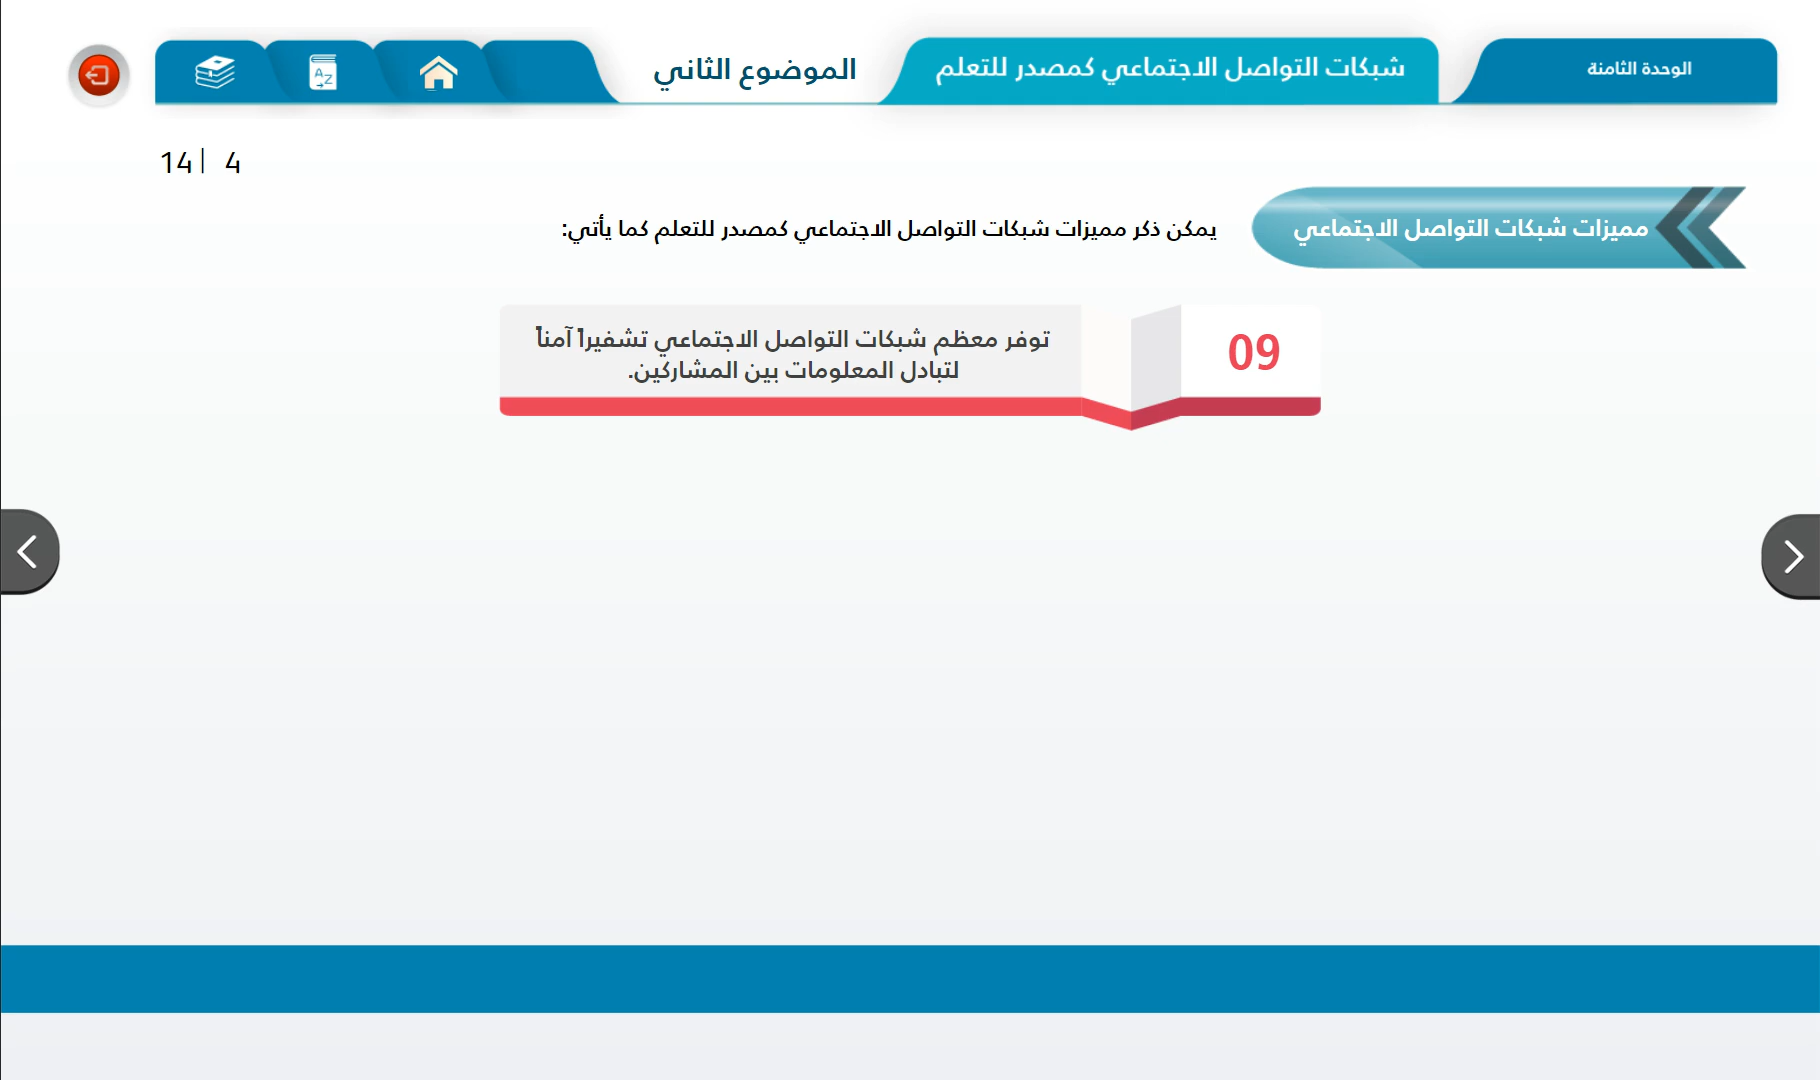 الوحدة الثامنة
شبكات التواصل الاجتماعي كمصدر للتعلم
الموضوع الثاني
A Z
4 | 14
مميزات شبكات التواصل الاجتماعي
يمكن ذكر مميزات شبكات التواصل الاجتماعي كمصدر للتعلم كما يأتي:
09
توفر معظم شبكات التواصل الاجتماعي تشفيراً آمناً
لتبادل المعلومات بين المشاركين.